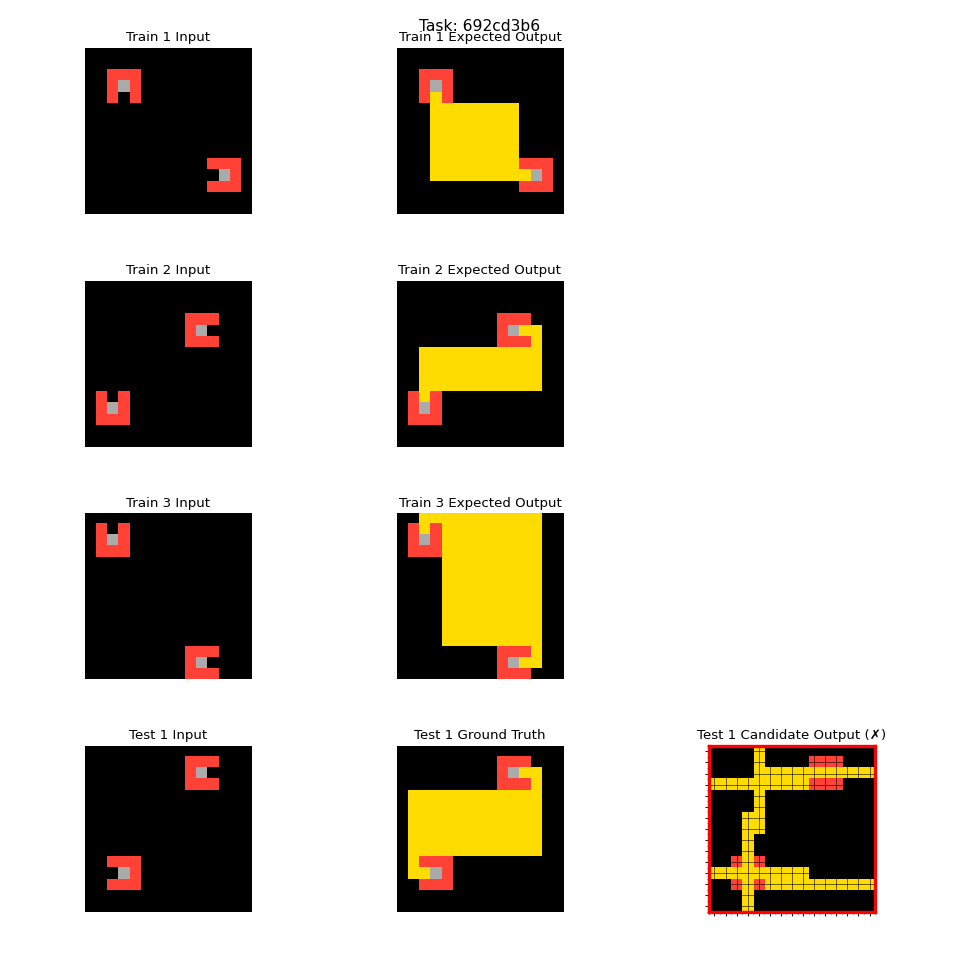 Task: 692cd3b6
Train 1 Input
Train 1 Expected Output
Train 2 Input
Train 2 Expected Output
Train 3 Input
Train 3 Expected Output
Test 1 Input
Test 1 Ground Truth
Test 1 Candidate Output (✗)